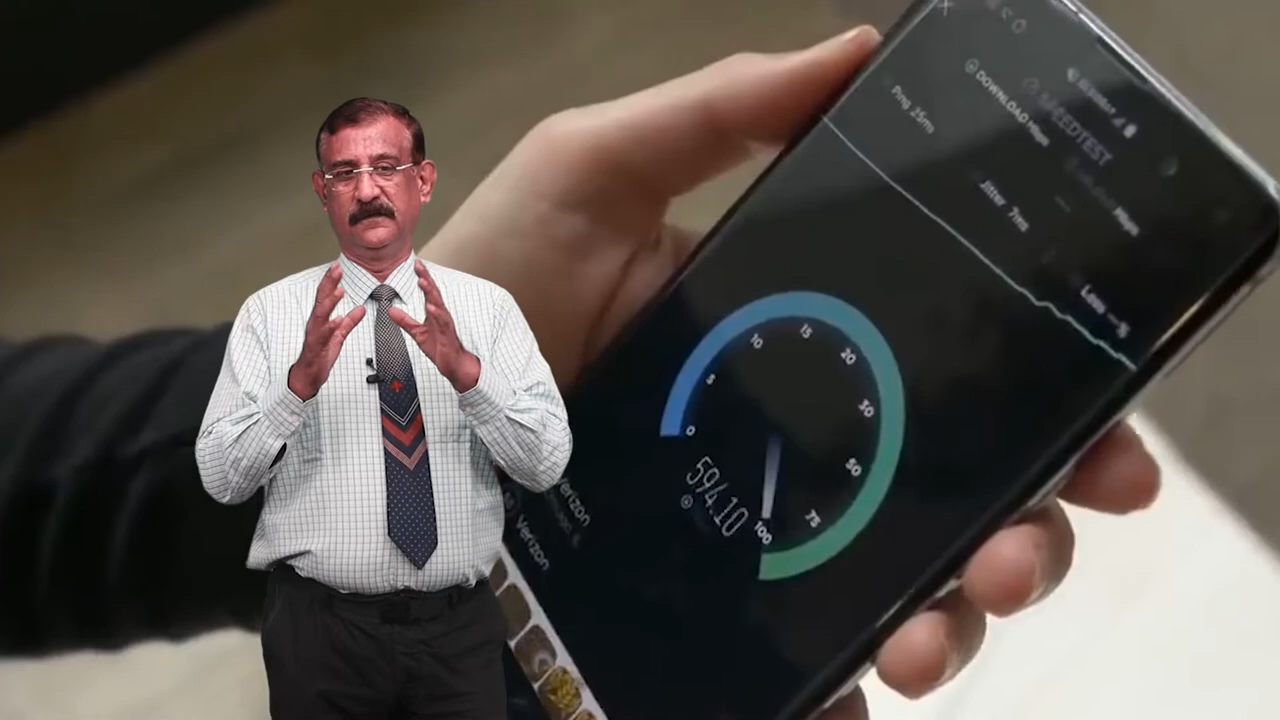 SPEEDTEST
DOWNLOAD Mbps
Mbps
Ping 25ms
Jitter 7ms
Loss —%
0
5
10
15
20
30
50
75
100
594.10
Verizon
Verizon